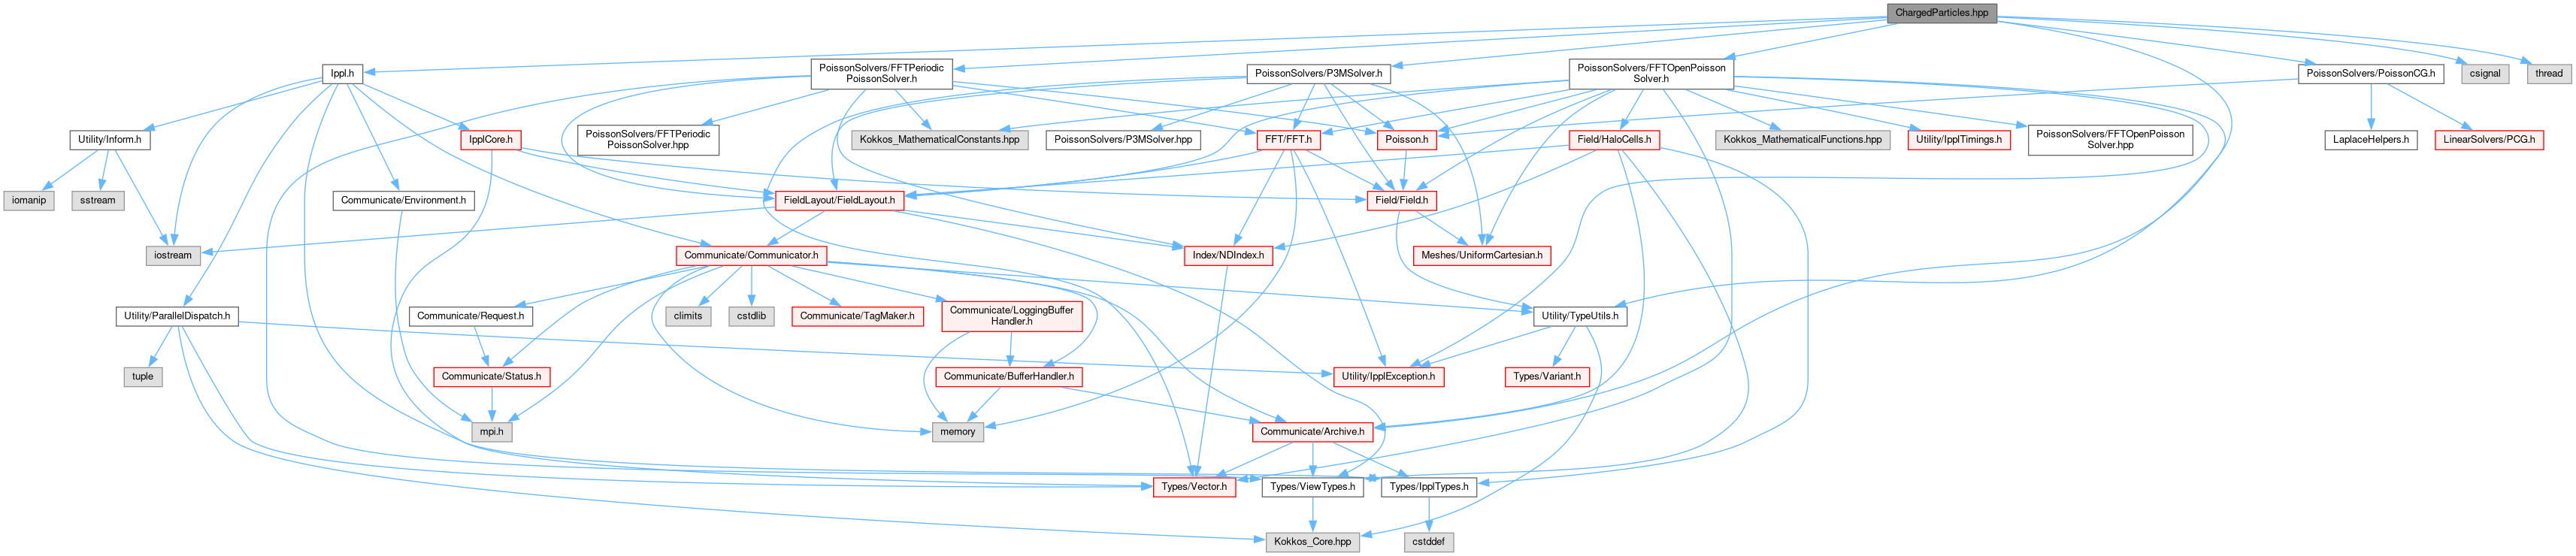 ChargedParticles.hpp
Ippl.h
PoissonSolvers/FFTPeriodic
PoissonSolver.h
PoissonSolvers/P3MSolver.h
PoissonSolvers/FFTOpenPoisson
Solver.h
PoissonSolvers/PoissonCG.h
csignal
thread
Utility/Inform.h
IpplCore.h
PoissonSolvers/FFTPeriodic
PoissonSolver.hpp
Kokkos_MathematicalConstants.hpp
PoissonSolvers/P3MSolver.hpp
FFT/FFT.h
Poisson.h
Field/HaloCells.h
Kokkos_MathematicalFunctions.hpp
Utility/IpplTimings.h
PoissonSolvers/FFTOpenPoisson
Solver.hpp
LaplaceHelpers.h
LinearSolvers/PCG.h
iomanip
sstream
Communicate/Environment.h
FieldLayout/FieldLayout.h
Field/Field.h
iostream
Communicate/Communicator.h
Index/NDIndex.h
Meshes/UniformCartesian.h
Utility/ParallelDispatch.h
Communicate/Request.h
climits
cstdlib
Communicate/TagMaker.h
Communicate/LoggingBuffer
Handler.h
Utility/TypeUtils.h
tuple
Communicate/Status.h
Communicate/BufferHandler.h
Utility/IpplException.h
Types/Variant.h
mpi.h
memory
Communicate/Archive.h
Types/Vector.h
Types/ViewTypes.h
Types/IpplTypes.h
Kokkos_Core.hpp
cstddef